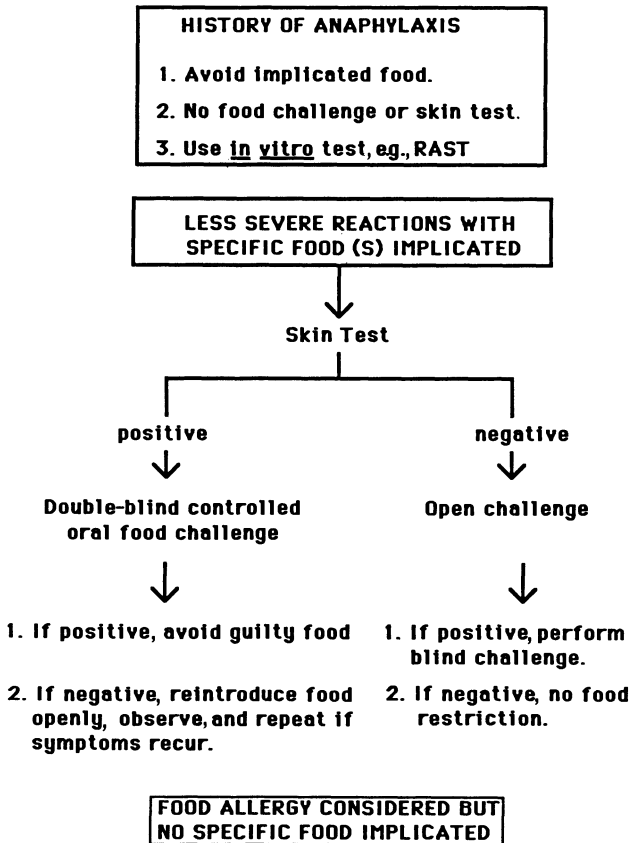 HISTORY OF ANAPHYLAXIS
1. Avoid implicated food.
2. No food challenge or skin test.
3. Use in vitro test, e.g., RAST
LESS SEVERE REACTIONS WITH
SPECIFIC FOOD (S) IMPLICATED
Skin Test
positive
negative
Double-blind controlled
oral food challenge
Open challenge
1. If positive, avoid guilty food
2. If negative, reintroduce food
openly, observe, and repeat if
symptoms recur.
1. If positive, perform
blind challenge.
2. If negative, no food
restriction.
FOOD ALLERGY CONSIDERED BUT
NO SPECIFIC FOOD IMPLICATED